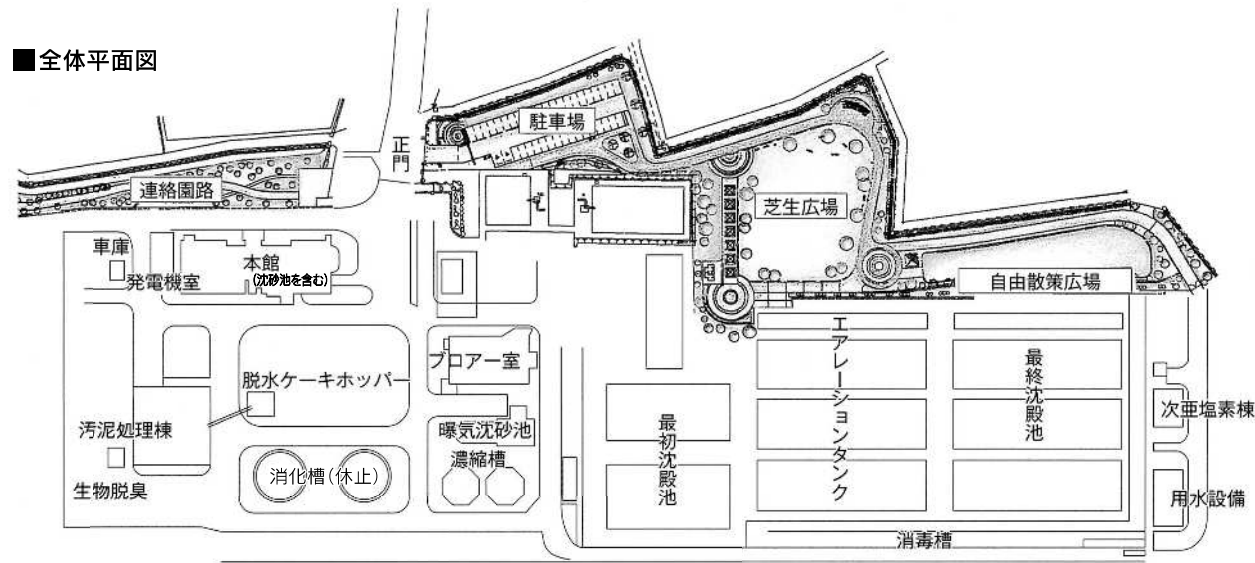 ■全体平面図
正門
駐車場
連絡園路
芝生広場
自由散策広場
車庫
発電機室
本館
(沈砂池を含む)
ブロアー室
脱水ケーキホッパー
汚泥処理棟
生物脱臭
消化槽(休止)
曝気沈砂池
濃縮槽
最初沈殿池
エアレーションタンク
最終沈殿池
次亜塩素棟
用水設備
消毒槽